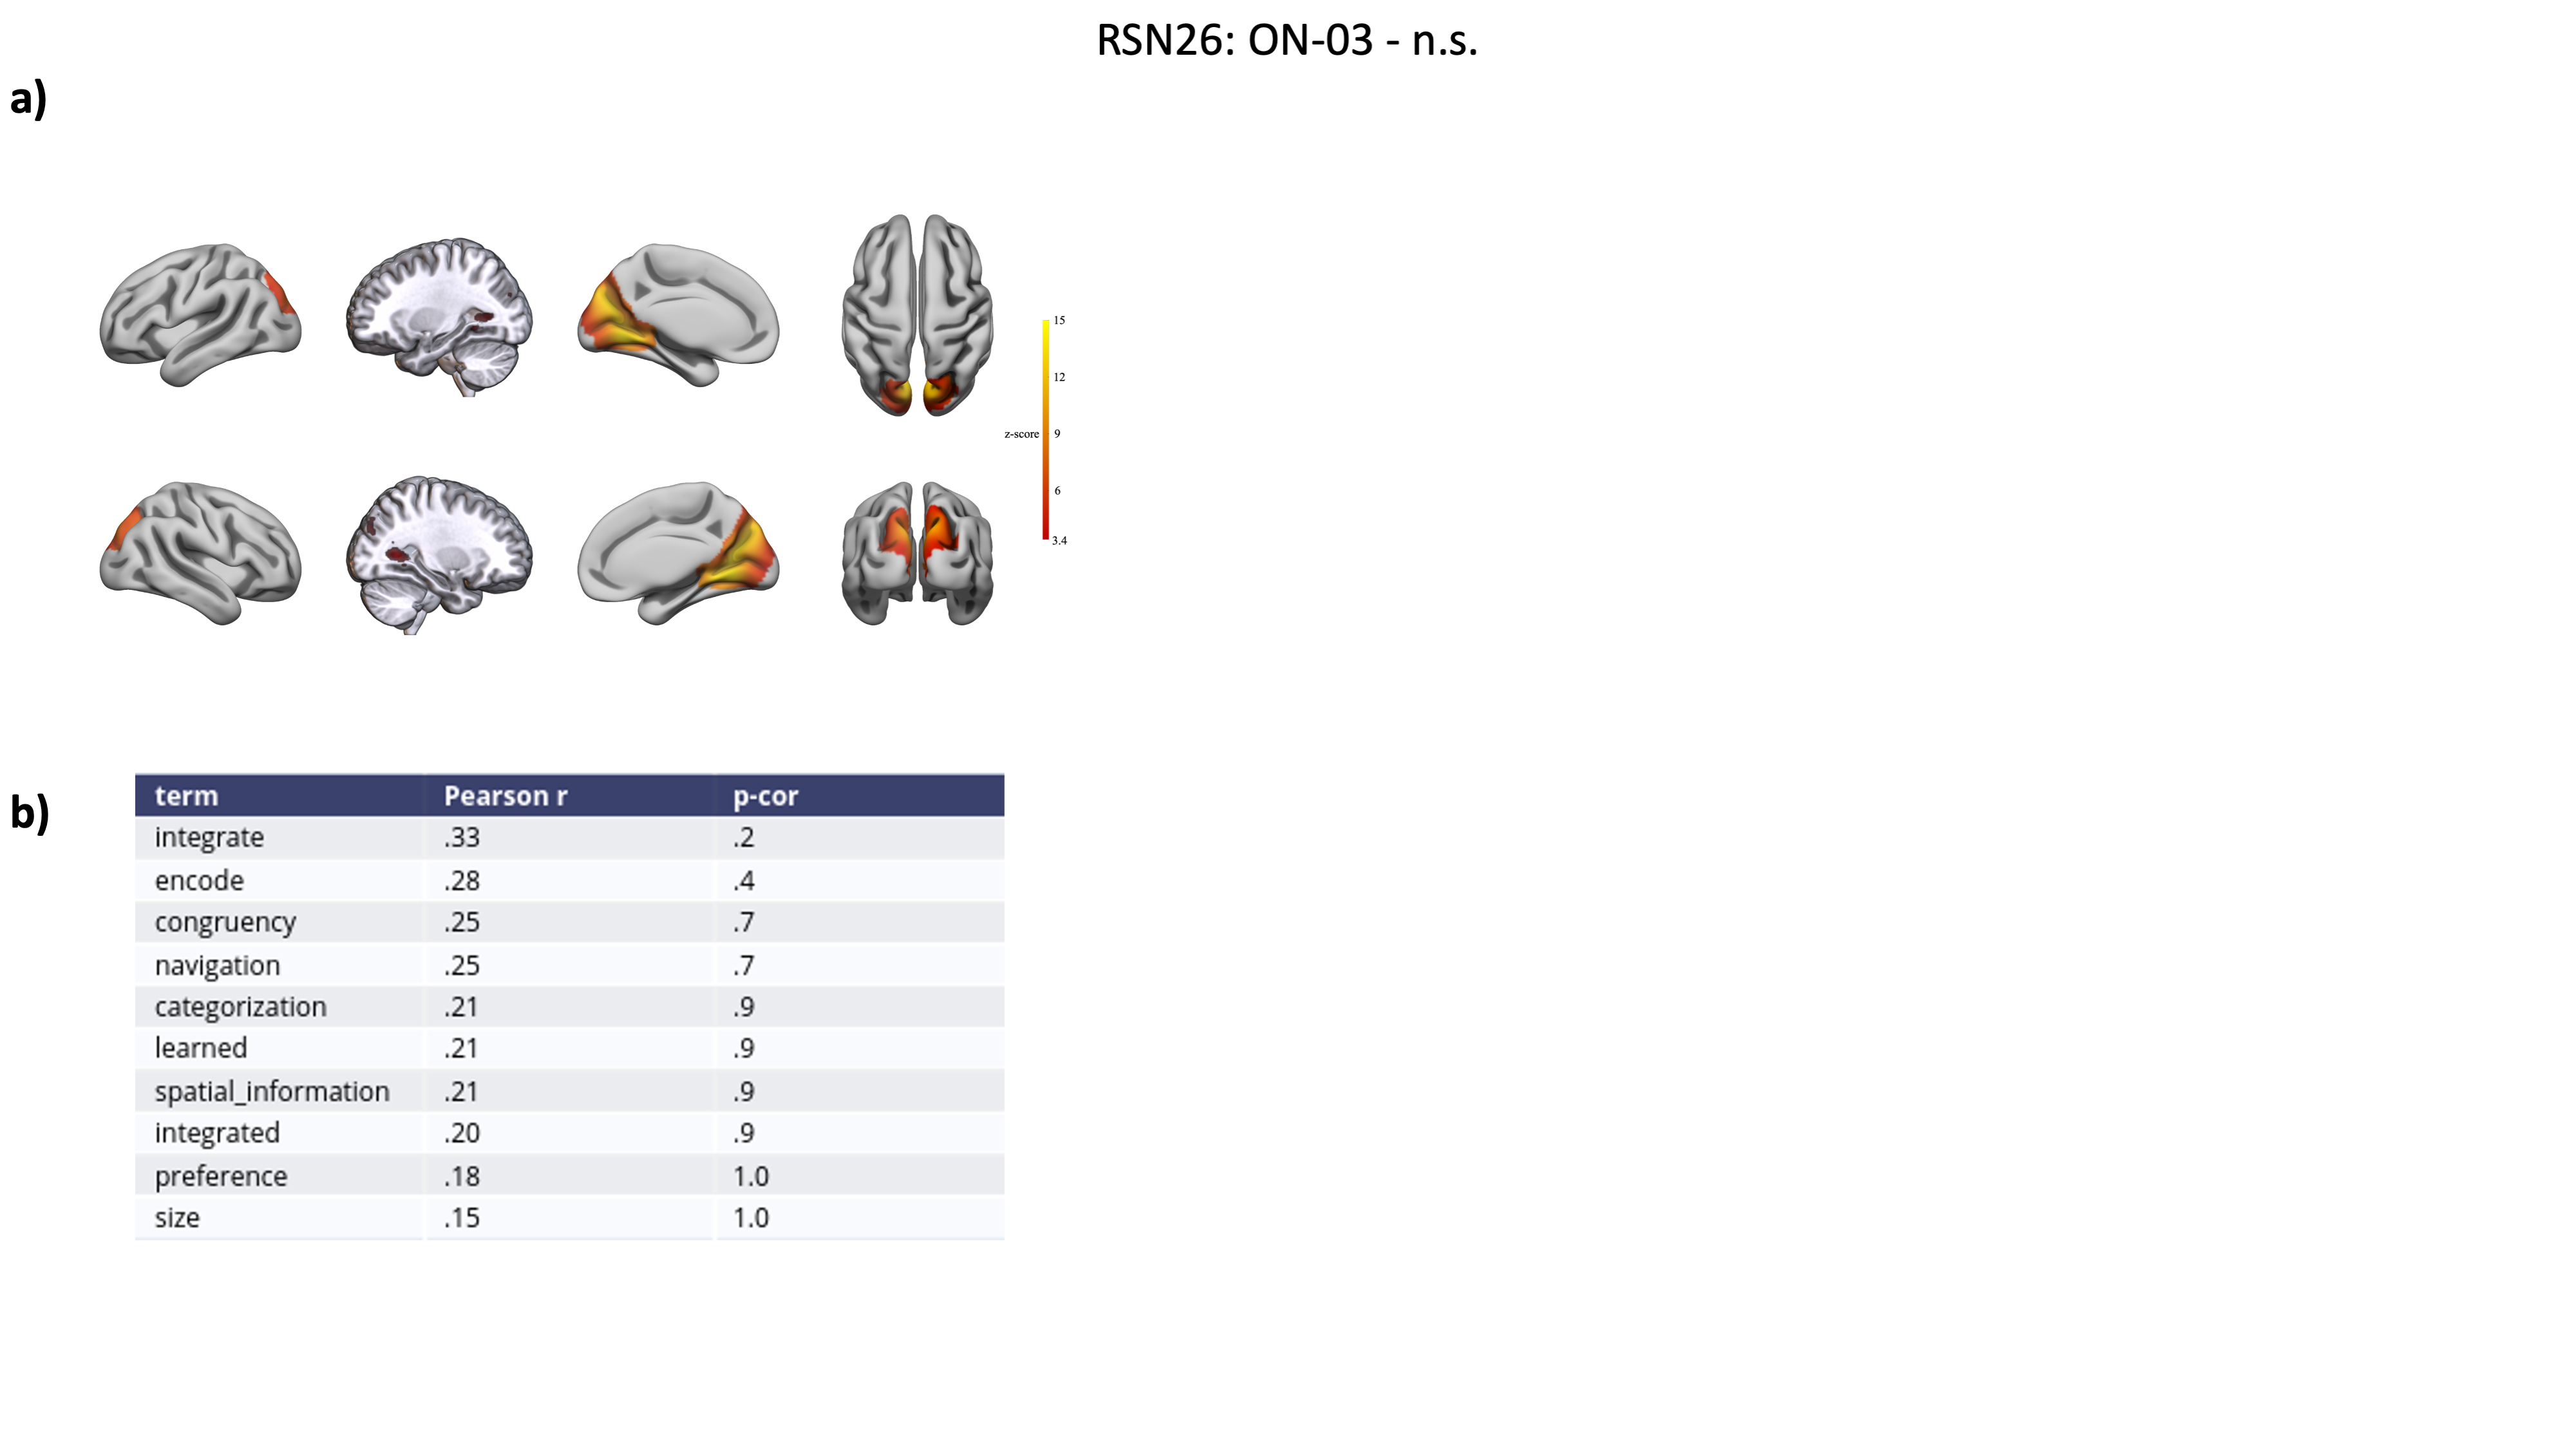 RSN26: ON-03 - n.s.
a)
15
12
z-score 9
6
3.4
b)
term Pearson r p-cor
integrate .33 .2
encode .28 .4
congruency .25 .7
navigation .25 .7
categorization .21 .9
learned .21 .9
spatial_information .21 .9
integrated .20 .9
preference .18 1.0
size .15 1.0